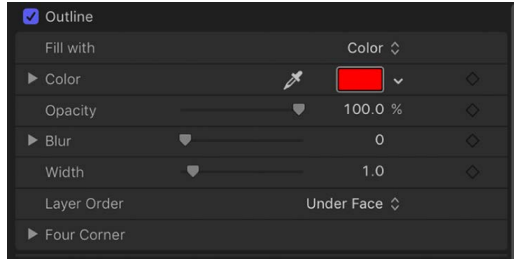 Outline
Fill with Color
Color
Opacity 100.0 %
Blur 0
Width 1.0
Layer Order Under Face
Four Corner